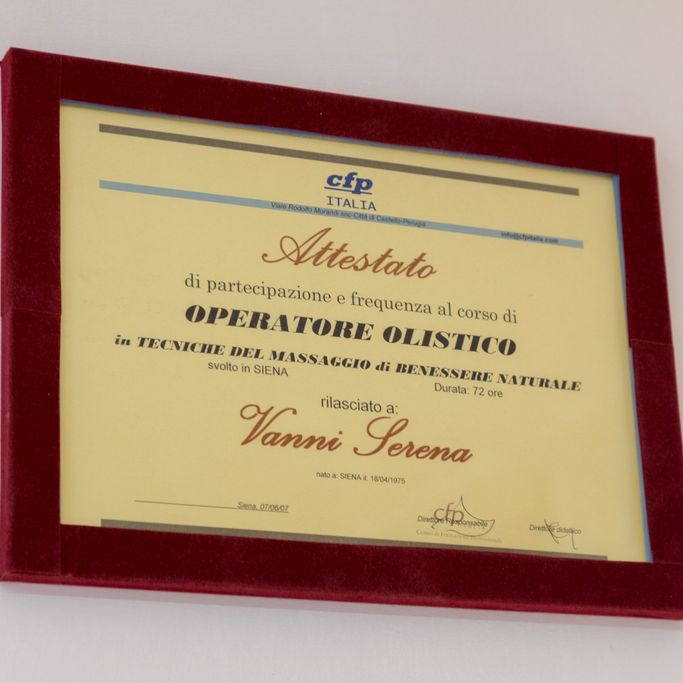 cfp
ITALIA
Viale Rodolfo Morandi snc-Città di Castello-Perugia
info@cfpitalia.com
Attestato
di partecipazione e frequenza al corso di
OPERATORE OLISTICO
in TECNICHE DEL MASSAGGIO di BENESSERE NATURALE
svolto in SIENA
Durata: 72 ore
rilasciato a:
Vanni Serena
nato a: SIENA il: 18/04/1975
Siena, 07/06/07
cfp
Direttore Responsabile
Direttore didattico